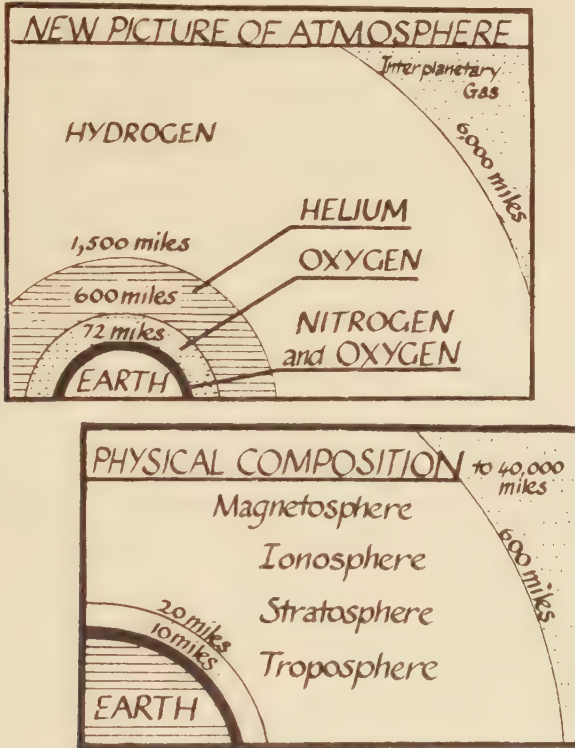 NEW PICTURE OF ATMOSPHERE
Interplanetary
Gas
6,000 miles
HYDROGEN
HELIUM
1,500 miles
OXYGEN
600 miles
NITROGEN
and OXYGEN
72 miles
EARTH
PHYSICAL COMPOSITION
to 40,000
miles
Magnetosphere
600 miles
Ionosphere
Stratosphere
20 miles
10 miles
Troposphere
EARTH